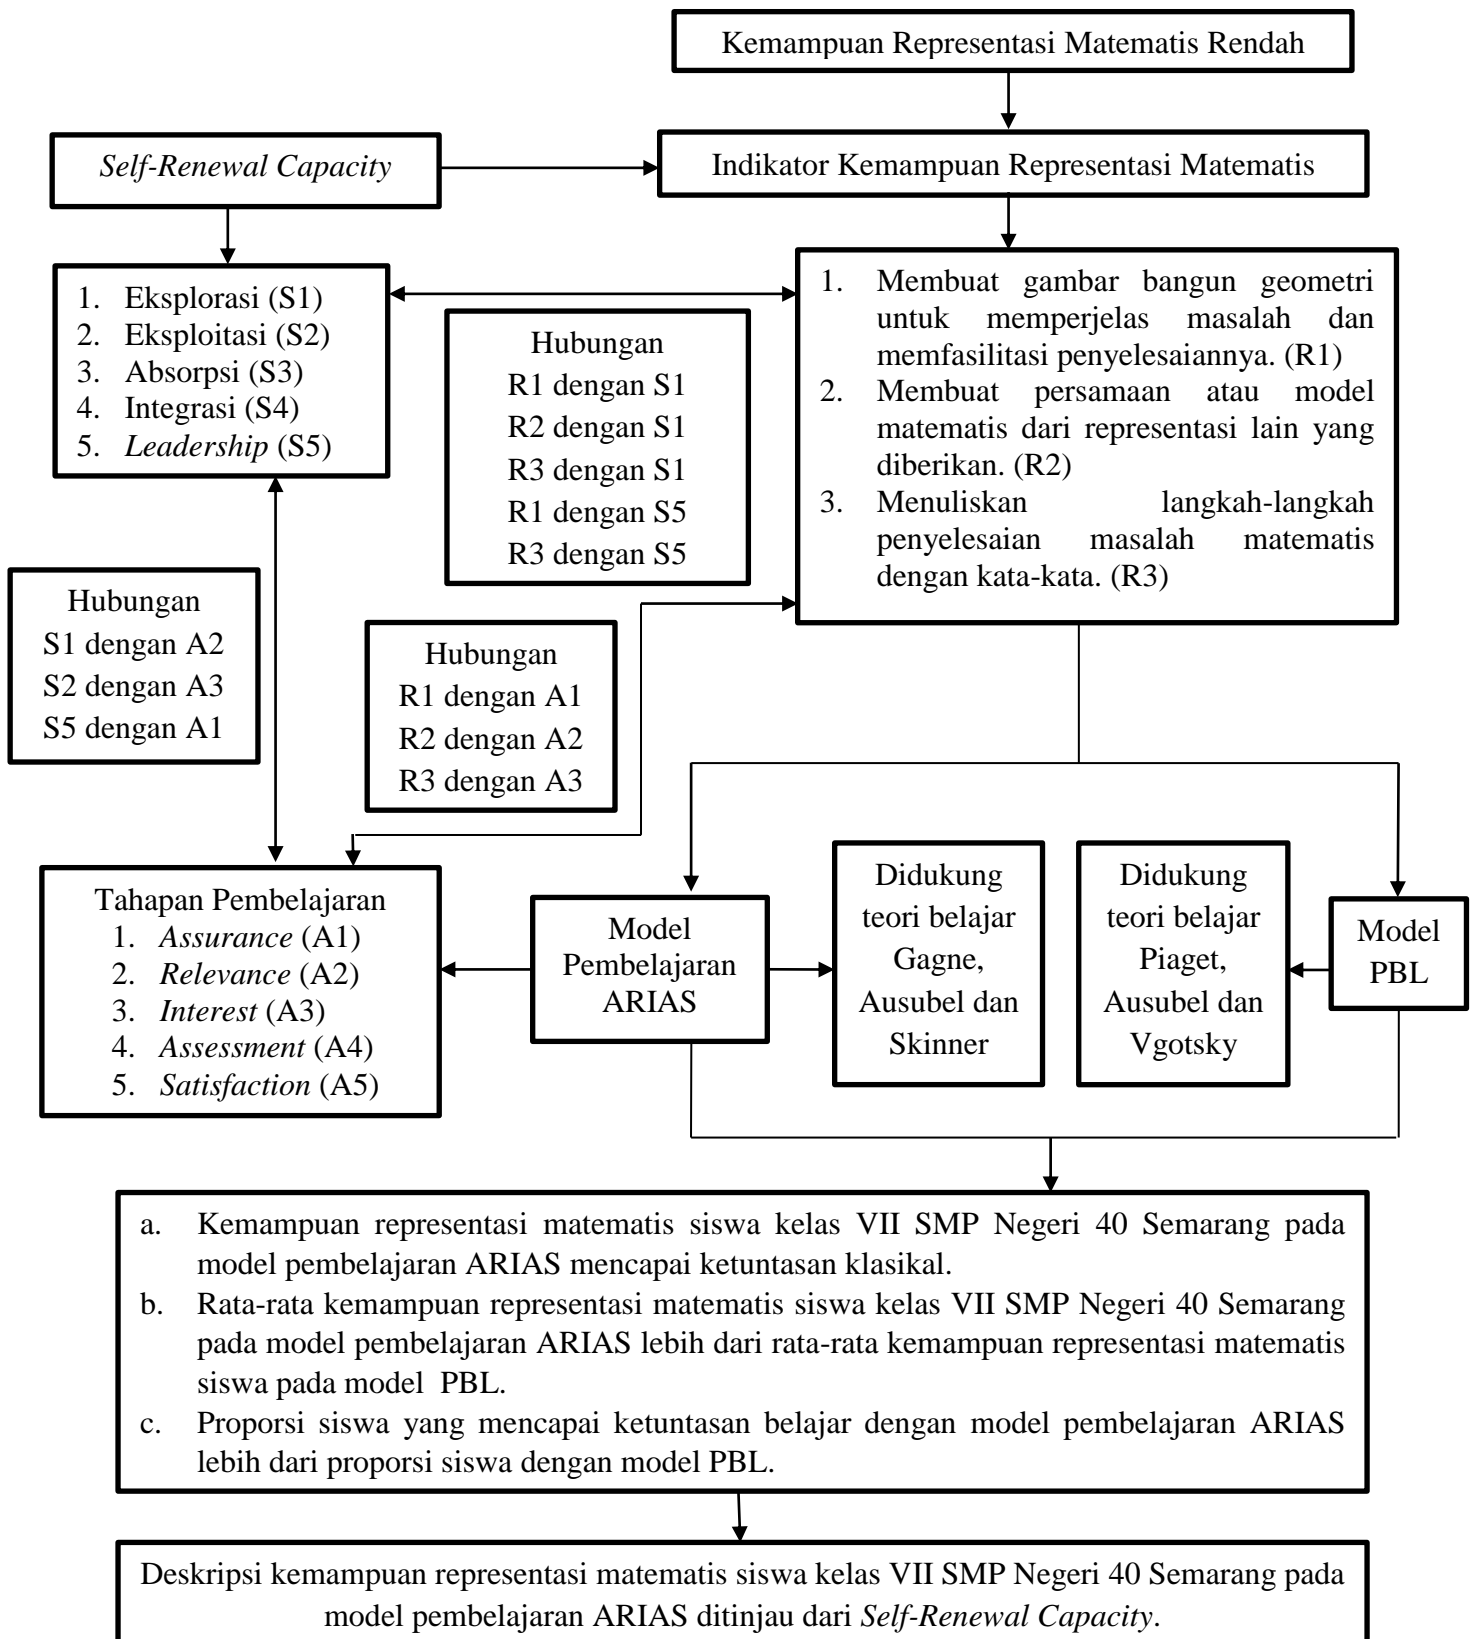 Kemampuan Representasi Matematis Rendah
Self-Renewal Capacity
Indikator Kemampuan Representasi Matematis
1. Eksplorasi (S1)
2. Eksploitasi (S2)
3. Absorpsi (S3)
4. Integrasi (S4)
5. Leadership (S5)
Hubungan
R1 dengan S1
R2 dengan S1
R3 dengan S1
R1 dengan S5
R3 dengan S5
1. Membuat gambar bangun geometri
untuk memperjelas masalah dan
memfasilitasi penyelesaiannya. (R1)
2. Membuat persamaan atau model
matematis dari representasi lain yang
diberikan. (R2)
3. Menuliskan langkah-langkah
penyelesaian masalah matematis
dengan kata-kata. (R3)
Hubungan
S1 dengan A2
S2 dengan A3
S5 dengan A1
Hubungan
R1 dengan A1
R2 dengan A2
R3 dengan A3
Tahapan Pembelajaran
1. Assurance (A1)
2. Relevance (A2)
3. Interest (A3)
4. Assessment (A4)
5. Satisfaction (A5)
Model
Pembelajaran
ARIAS
Didukung
teori belajar
Gagne,
Ausubel dan
Skinner
Didukung
teori belajar
Piaget,
Ausubel dan
Vgotsky
Model
PBL
a. Kemampuan representasi matematis siswa kelas VII SMP Negeri 40 Semarang pada
model pembelajaran ARIAS mencapai ketuntasan klasikal.
b. Rata-rata kemampuan representasi matematis siswa kelas VII SMP Negeri 40 Semarang
pada model pembelajaran ARIAS lebih dari rata-rata kemampuan representasi matematis
siswa pada model PBL.
c. Proporsi siswa yang mencapai ketuntasan belajar dengan model pembelajaran ARIAS
lebih dari proporsi siswa dengan model PBL.
Deskripsi kemampuan representasi matematis siswa kelas VII SMP Negeri 40 Semarang pada
model pembelajaran ARIAS ditinjau dari Self-Renewal Capacity.